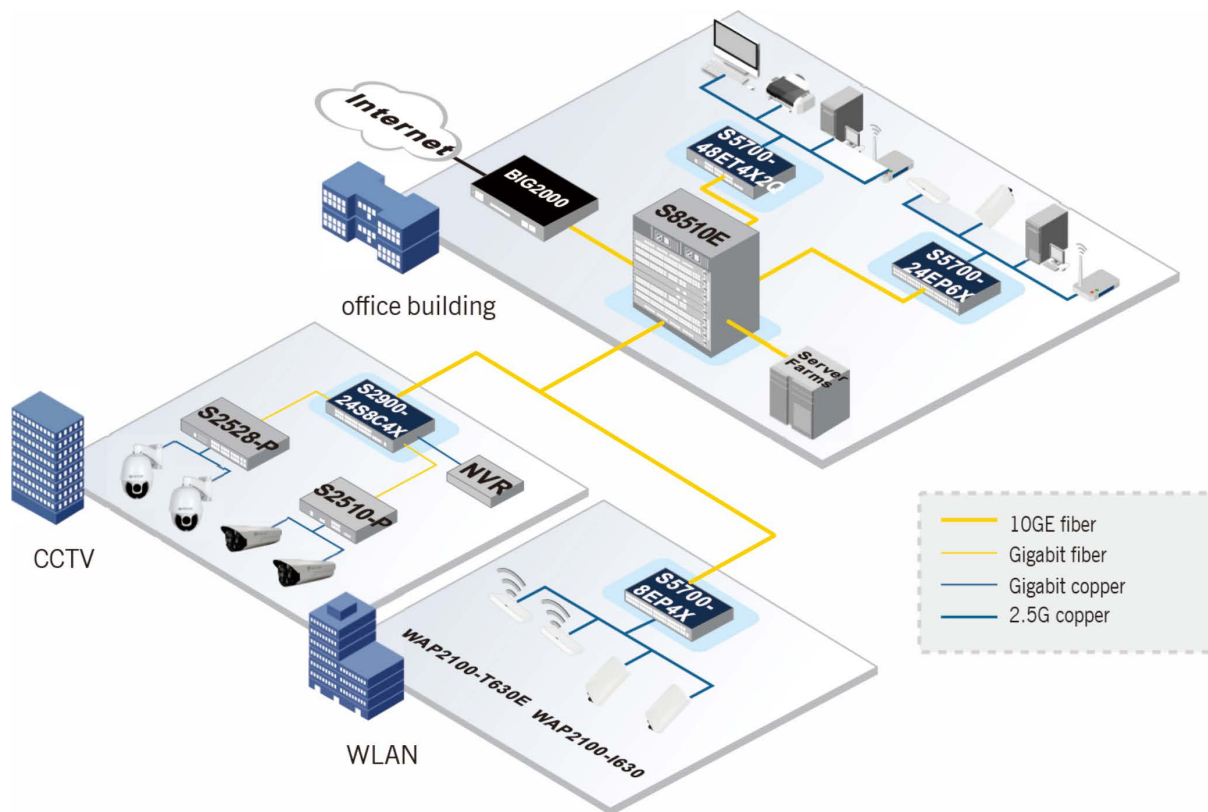 Internet
BIG2000
S5700-
48ET4X2Q
S8510E
S5700-
24EP6X
Server
Farms
office building
S2900-
24S8C4X
S2528-P
NVR
S2510-P
CCTV
S5700-
8EP4X
WAP2100-T630E
WAP2100-I630
WLAN
10GE fiber
Gigabit fiber
Gigabit copper
2.5G copper